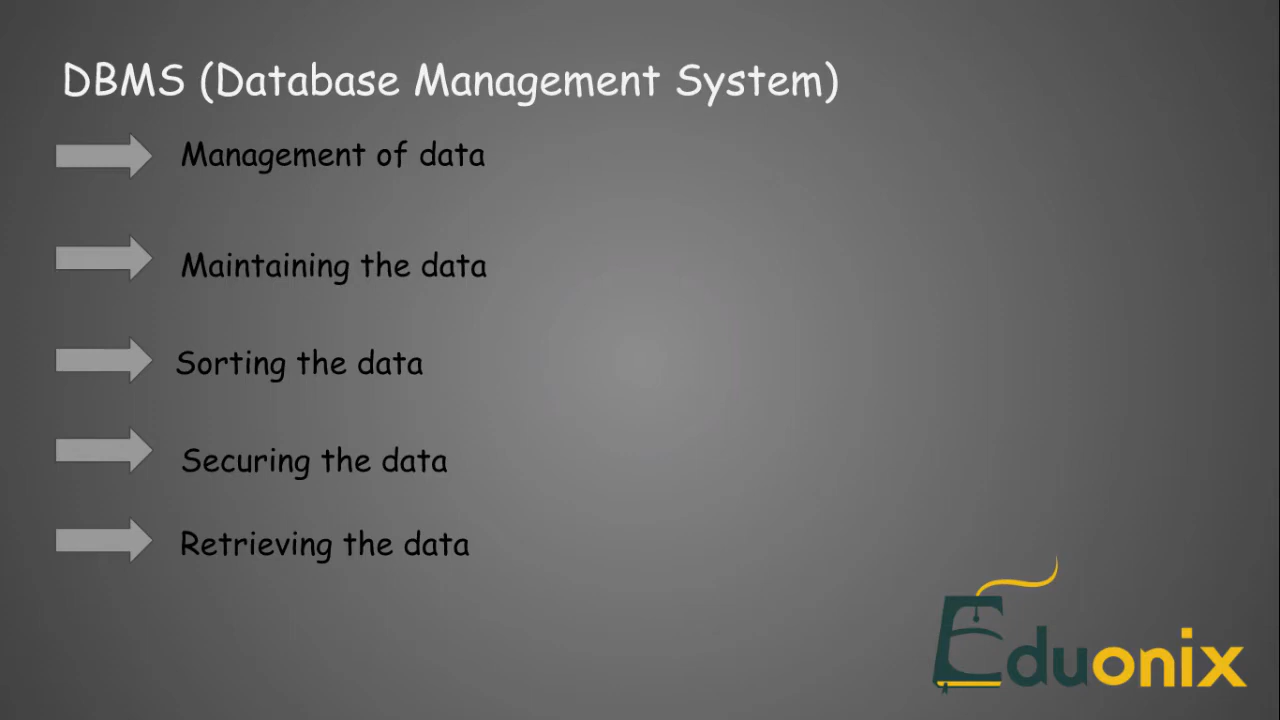 DBMS (Database Management System)
Management of data
Maintaining the data
Sorting the data
Securing the data
Retrieving the data
Eduonix